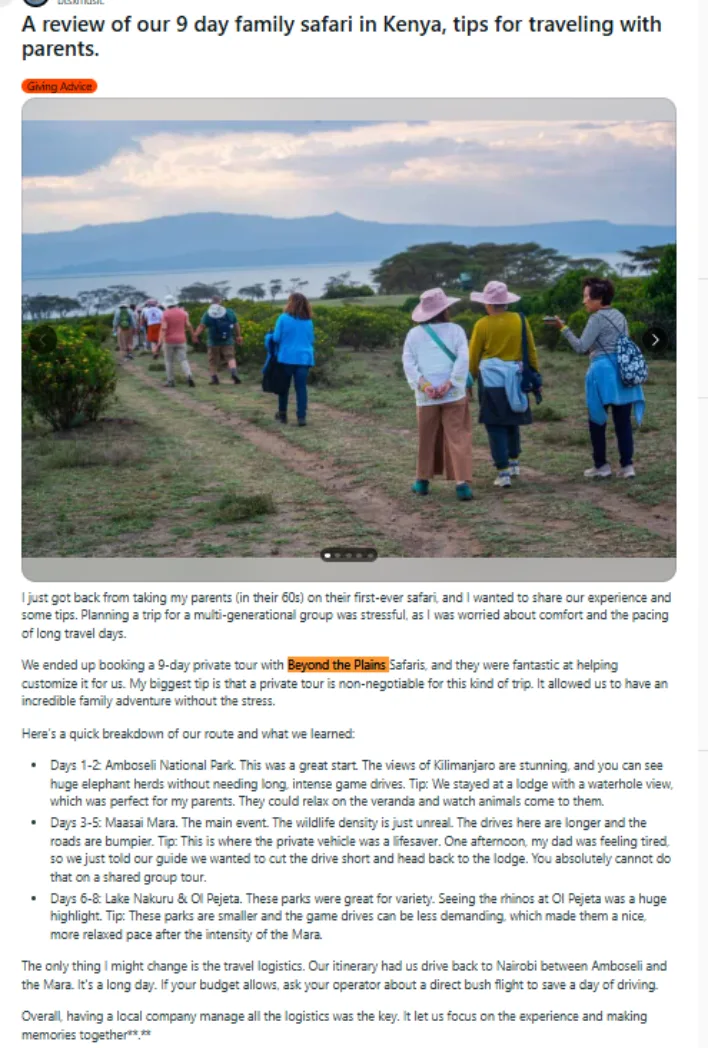 A review of our 9 day family safari in Kenya, tips for traveling with
parents.
Giving Advice
I just got back from taking my parents (in their 60s) on their first-ever safari, and I wanted to share our experience and
some tips. Planning a trip for a multi-generational group was stressful, as I was worried about comfort and the pacing
of long travel days.
We ended up booking a 9-day private tour with Beyond the Plains Safaris, and they were fantastic at helping
customize it for us. My biggest tip is that a private tour is non-negotiable for this kind of trip. It allowed us to have an
incredible family adventure without the stress.
Here's a quick breakdown of our route and what we learned:
• Days 1-2: Amboseli National Park. This was a great start. The views of Kilimanjaro are stunning, and you can see
huge elephant herds without needing long, intense game drives. Tip: We stayed at a lodge with a waterhole view,
which was perfect for my parents. They could relax on the veranda and watch animals come to them.
• Days 3-5: Maasai Mara. The main event. The wildlife density is just unreal. The drives here are longer and the
roads are bumpier. Tip: This is where the private vehicle was a lifesaver. One afternoon, my dad was feeling tired,
so we just told our guide we wanted to cut the drive short and head back to the lodge. You absolutely cannot do
that on a shared group tour.
• Days 6-8: Lake Nakuru & Ol Pejeta. These parks were great for variety. Seeing the rhinos at Ol Pejeta was a huge
highlight. Tip: These parks are smaller and the game drives can be less demanding, which made them a nice,
more relaxed pace after the intensity of the Mara.
The only thing I might change is the travel logistics. Our itinerary had us drive back to Nairobi between Amboseli and
the Mara. It's a long day. If your budget allows, ask your operator about a direct bush flight to save a day of driving.
Overall, having a local company manage all the logistics was the key. It let us focus on the experience and making
memories together**.**